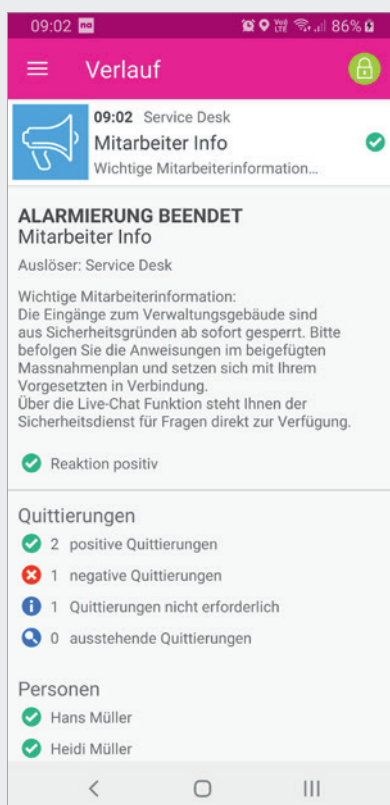 09:02 na VoO LTE 86%
Verlauf
09:02 Service Desk
Mitarbeiter Info
Wichtige Mitarbeiterinformation...
ALARMIERUNG BEENDET
Mitarbeiter Info
Auslöser: Service Desk
Wichtige Mitarbeiterinformation:
Die Eingänge zum Verwaltungsgebäude sind
aus Sicherheitsgründen ab sofort gesperrt. Bitte
befolgen Sie die Anweisungen im beigefügten
Massnahmenplan und setzen sich mit Ihrem
Vorgesetzten in Verbindung.
Über die Live-Chat Funktion steht Ihnen der
Sicherheitsdienst für Fragen direkt zur Verfügung.
Reaktion positiv
Quittierungen
2 positive Quittierungen
1 negative Quittierungen
1 Quittierungen nicht erforderlich
0 ausstehende Quittierungen
Personen
Hans Müller
Heidi Müller